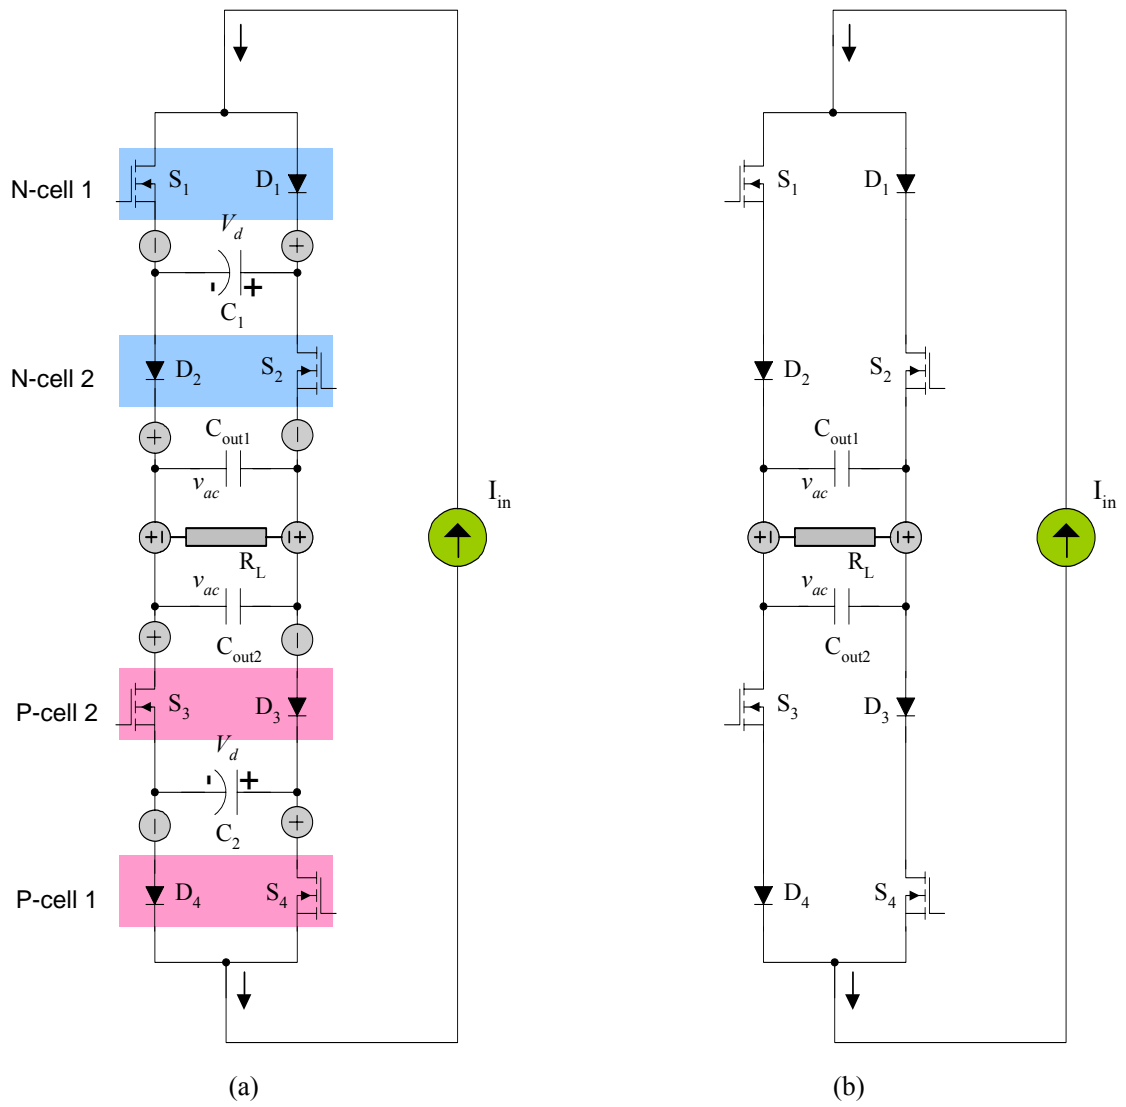 N-cell 1
S1
D1
Vd
-
+
C1
N-cell 2
D2
S2
Cout1
vac
Iin
RL
vac
Cout2
P-cell 2
S3
D3
Vd
-
+
C2
P-cell 1
D4
S4
(a)
S1
D1
D2
S2
Cout1
vac
Iin
RL
vac
Cout2
S3
D3
D4
S4
(b)